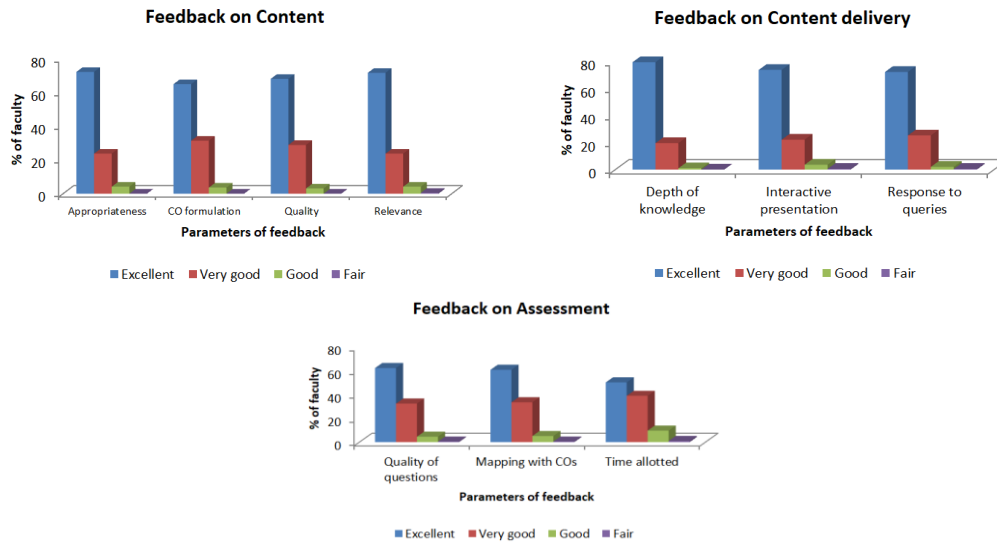 Feedback on Content
% of faculty
80
60
40
20
0
Appropriateness CO formulation Quality Relevance
Parameters of feedback
Excellent Very good Good Fair
Feedback on Content delivery
% of faculty
80
60
40
20
0
Depth of knowledge Interactive presentation Response to queries
Parameters of feedback
Excellent Very good Good Fair
Feedback on Assessment
% of faculty
80
60
40
20
0
Quality of questions Mapping with COs Time allotted
Parameters of feedback
Excellent Very good Good Fair